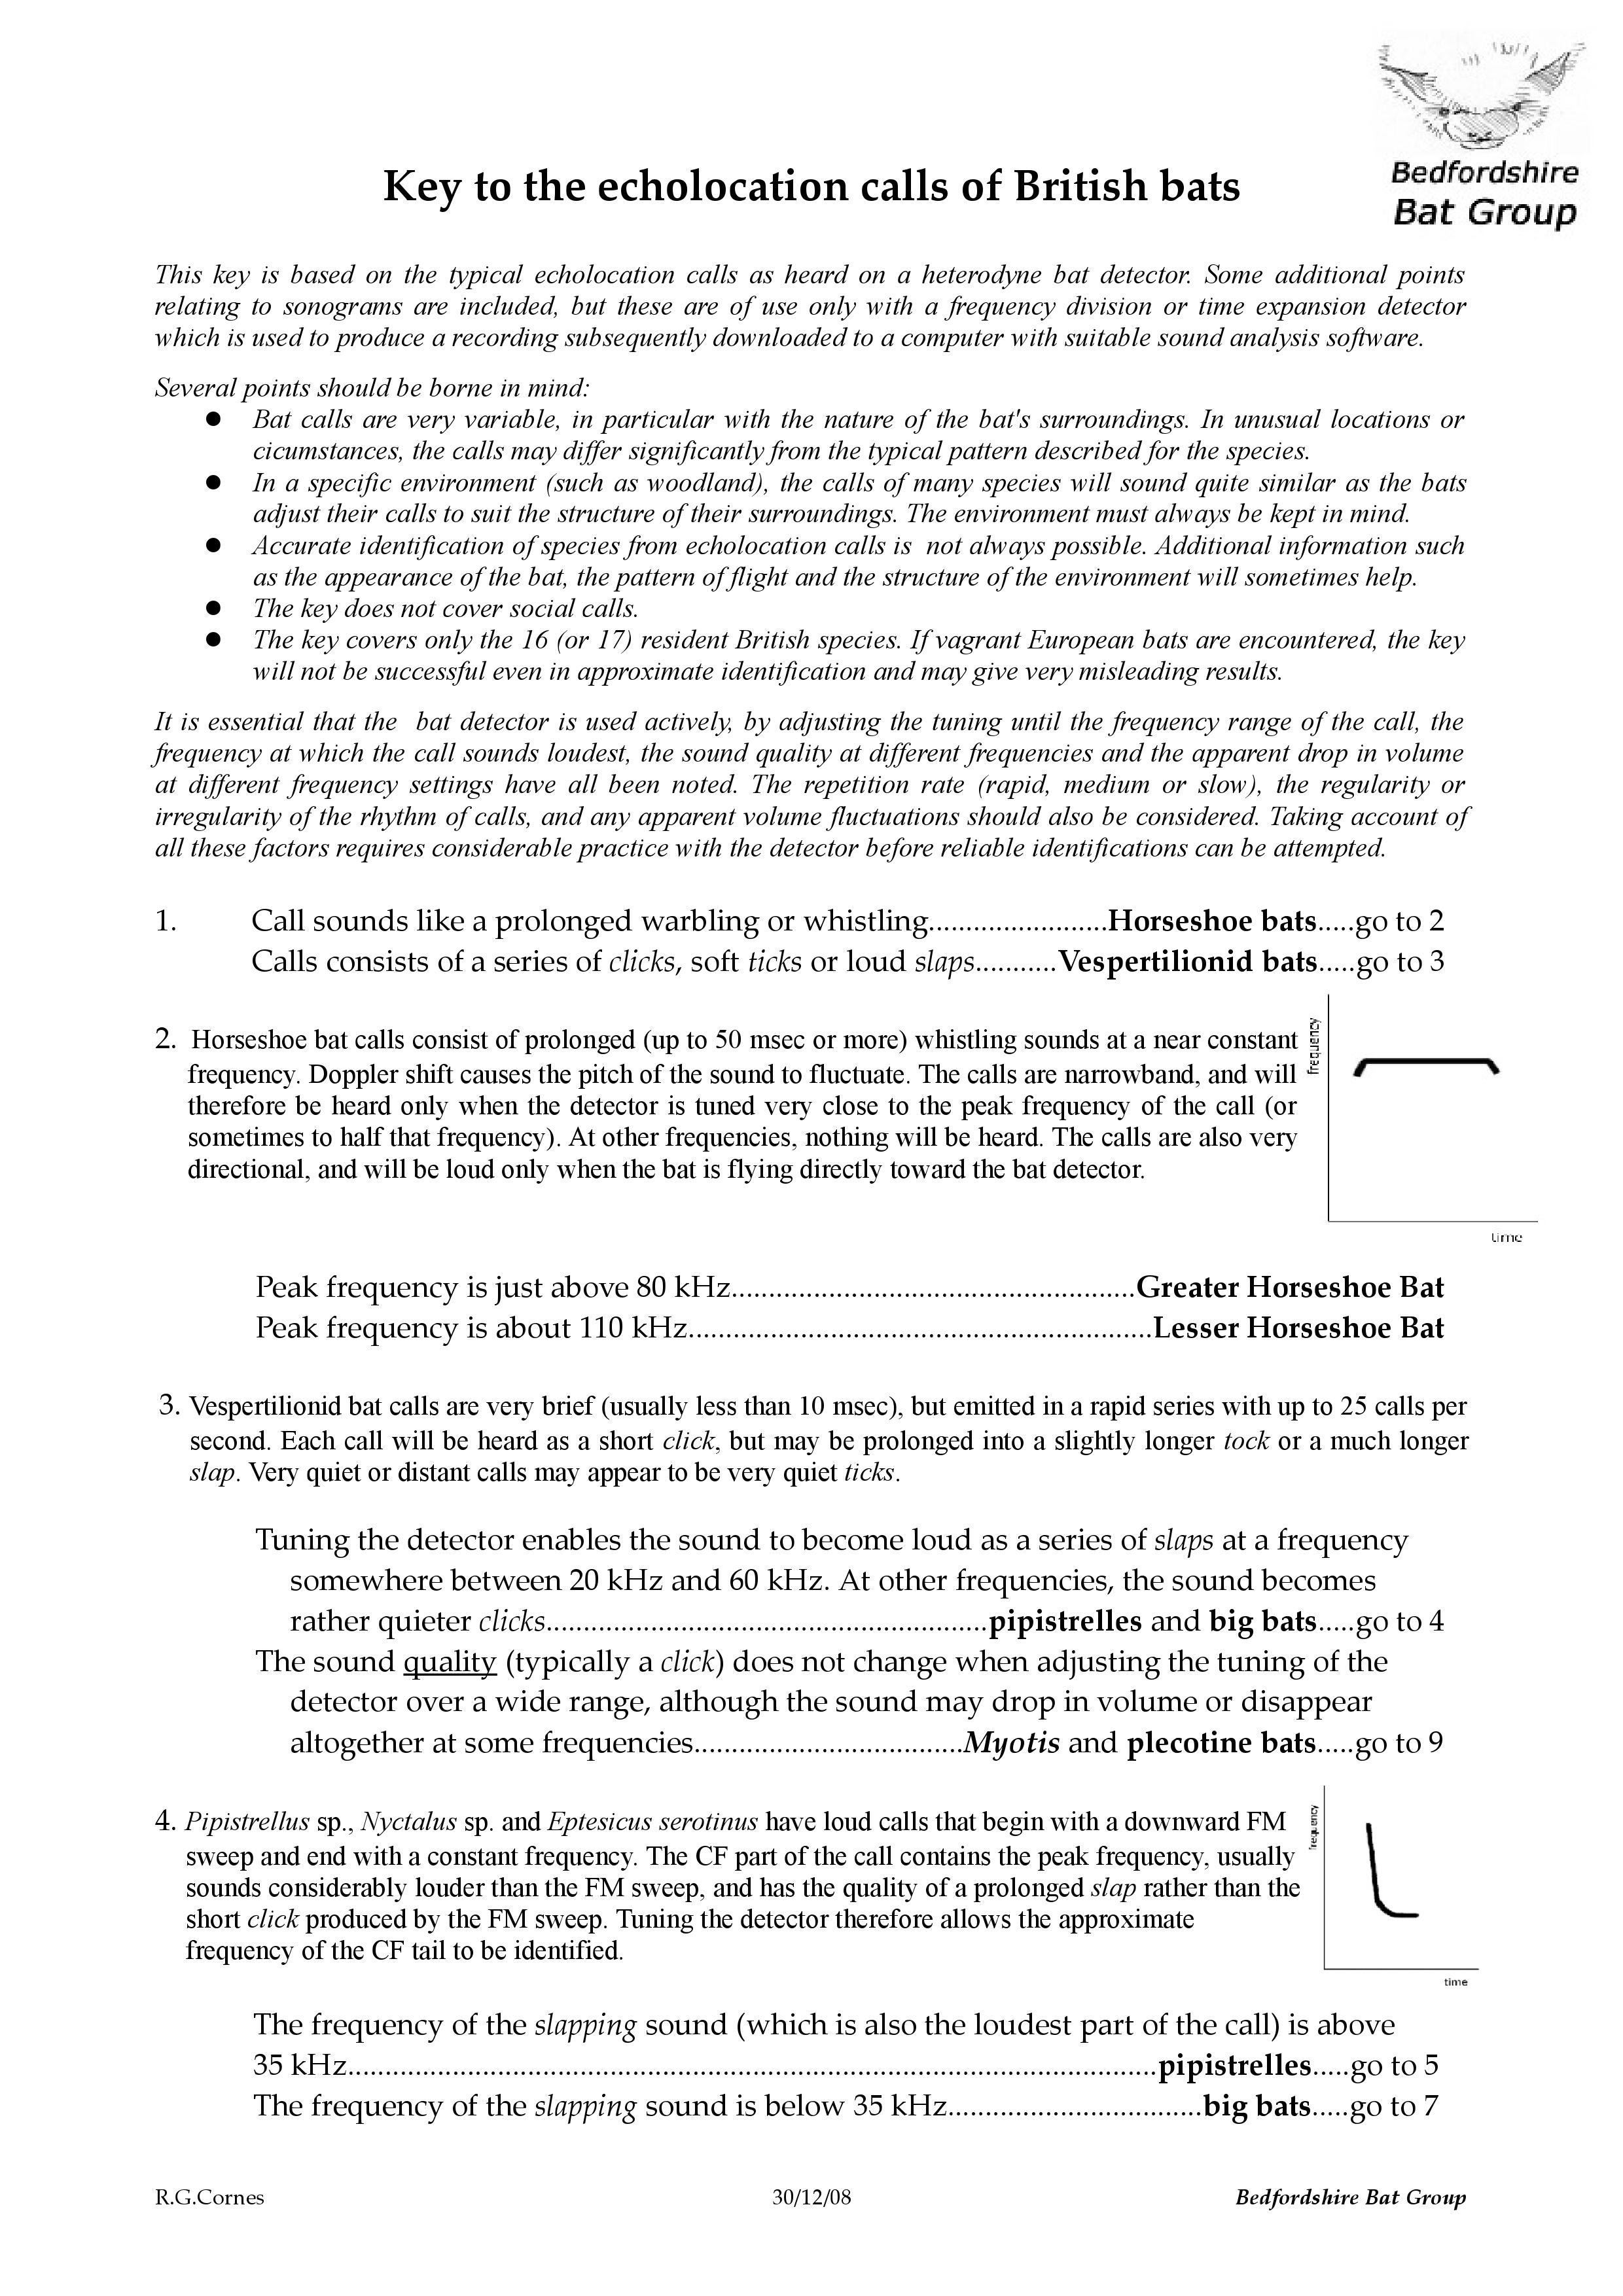 Bedfordshire
Bat Group
Key to the echolocation calls of British bats
This key is based on the typical echolocation calls as heard on a heterodyne bat detector. Some additional points
relating to sonograms are included, but these are of use only with a frequency division or time expansion detector
which is used to produce a recording subsequently downloaded to a computer with suitable sound analysis software.
Several points should be borne in mind:
● Bat calls are very variable, in particular with the nature of the bat's surroundings. In unusual locations or
cicumstances, the calls may differ significantly from the typical pattern described for the species.
● In a specific environment (such as woodland), the calls of many species will sound quite similar as the bats
adjust their calls to suit the structure of their surroundings. The environment must always be kept in mind.
● Accurate identification of species from echolocation calls is not always possible. Additional information such
as the appearance of the bat, the pattern of flight and the structure of the environment will sometimes help.
● The key does not cover social calls.
● The key covers only the 16 (or 17) resident British species. If vagrant European bats are encountered, the key
will not be successful even in approximate identification and may give very misleading results.
It is essential that the bat detector is used actively, by adjusting the tuning until the frequency range of the call, the
frequency at which the call sounds loudest, the sound quality at different frequencies and the apparent drop in volume
at different frequency settings have all been noted. The repetition rate (rapid, medium or slow), the regularity or
irregularity of the rhythm of calls, and any apparent volume fluctuations should also be considered. Taking account of
all these factors requires considerable practice with the detector before reliable identifications can be attempted.
1. Call sounds like a prolonged warbling or whistling........................Horseshoe bats.....go to 2
Calls consists of a series of clicks, soft ticks or loud slaps...........Vespertilionid bats.....go to 3
2. Horseshoe bat calls consist of prolonged (up to 50 msec or more) whistling sounds at a near constant
frequency. Doppler shift causes the pitch of the sound to fluctuate. The calls are narrowband, and will
therefore be heard only when the detector is tuned very close to the peak frequency of the call (or
sometimes to half that frequency). At other frequencies, nothing will be heard. The calls are also very
directional, and will be loud only when the bat is flying directly toward the bat detector.
frequency
time
Peak frequency is just above 80 kHz......................................................Greater Horseshoe Bat
Peak frequency is about 110 kHz..............................................................Lesser Horseshoe Bat
3. Vespertilionid bat calls are very brief (usually less than 10 msec), but emitted in a rapid series with up to 25 calls per
second. Each call will be heard as a short click, but may be prolonged into a slightly longer tock or a much longer
slap. Very quiet or distant calls may appear to be very quiet ticks.
Tuning the detector enables the sound to become loud as a series of slaps at a frequency
somewhere between 20 kHz and 60 kHz. At other frequencies, the sound becomes
rather quieter clicks...........................................................pipistrelles and big bats.....go to 4
The sound quality (typically a click) does not change when adjusting the tuning of the
detector over a wide range, although the sound may drop in volume or disappear
altogether at some frequencies....................................Myotis and plecotine bats.....go to 9
4. Pipistrellus sp., Nyctalus sp. and Eptesicus serotinus have loud calls that begin with a downward FM
sweep and end with a constant frequency. The CF part of the call contains the peak frequency, usually
sounds considerably louder than the FM sweep, and has the quality of a prolonged slap rather than the
short click produced by the FM sweep. Tuning the detector therefore allows the approximate
frequency of the CF tail to be identified.
frequency
time
The frequency of the slapping sound (which is also the loudest part of the call) is above
35 kHz............................................................................................................pipistrelles.....go to 5
The frequency of the slapping sound is below 35 kHz..................................big bats.....go to 7
R.G.Cornes 30/12/08 Bedfordshire Bat Group